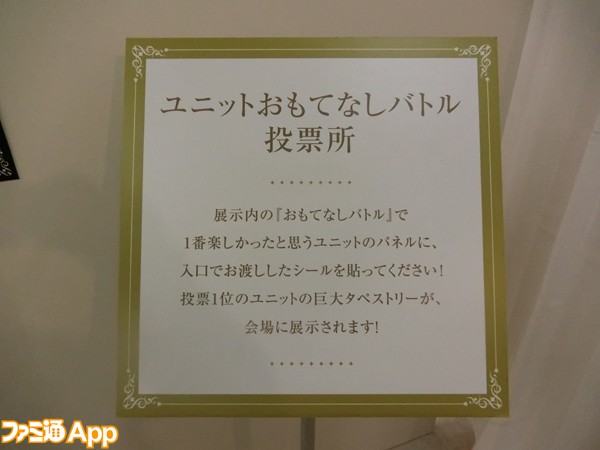 ユニットおもてなしバトル
投票所
展示内の『おもてなしバトル』で
1番楽しかったと思うユニットのパネルに、
入口でお渡ししたシールを貼ってください!
投票1位のユニットの巨大タペストリーが、
会場に展示されます!
ファミ通App